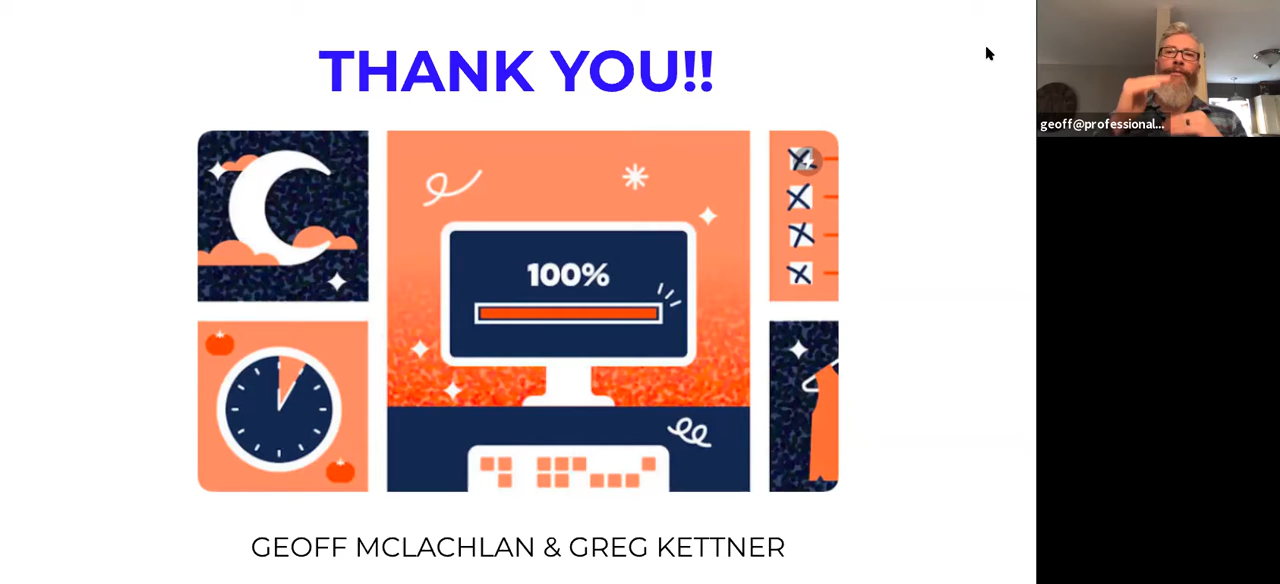 THANK YOU!!
geoff@professional...
100%
GEOFF MCLACHLAN & GREG KETTNER